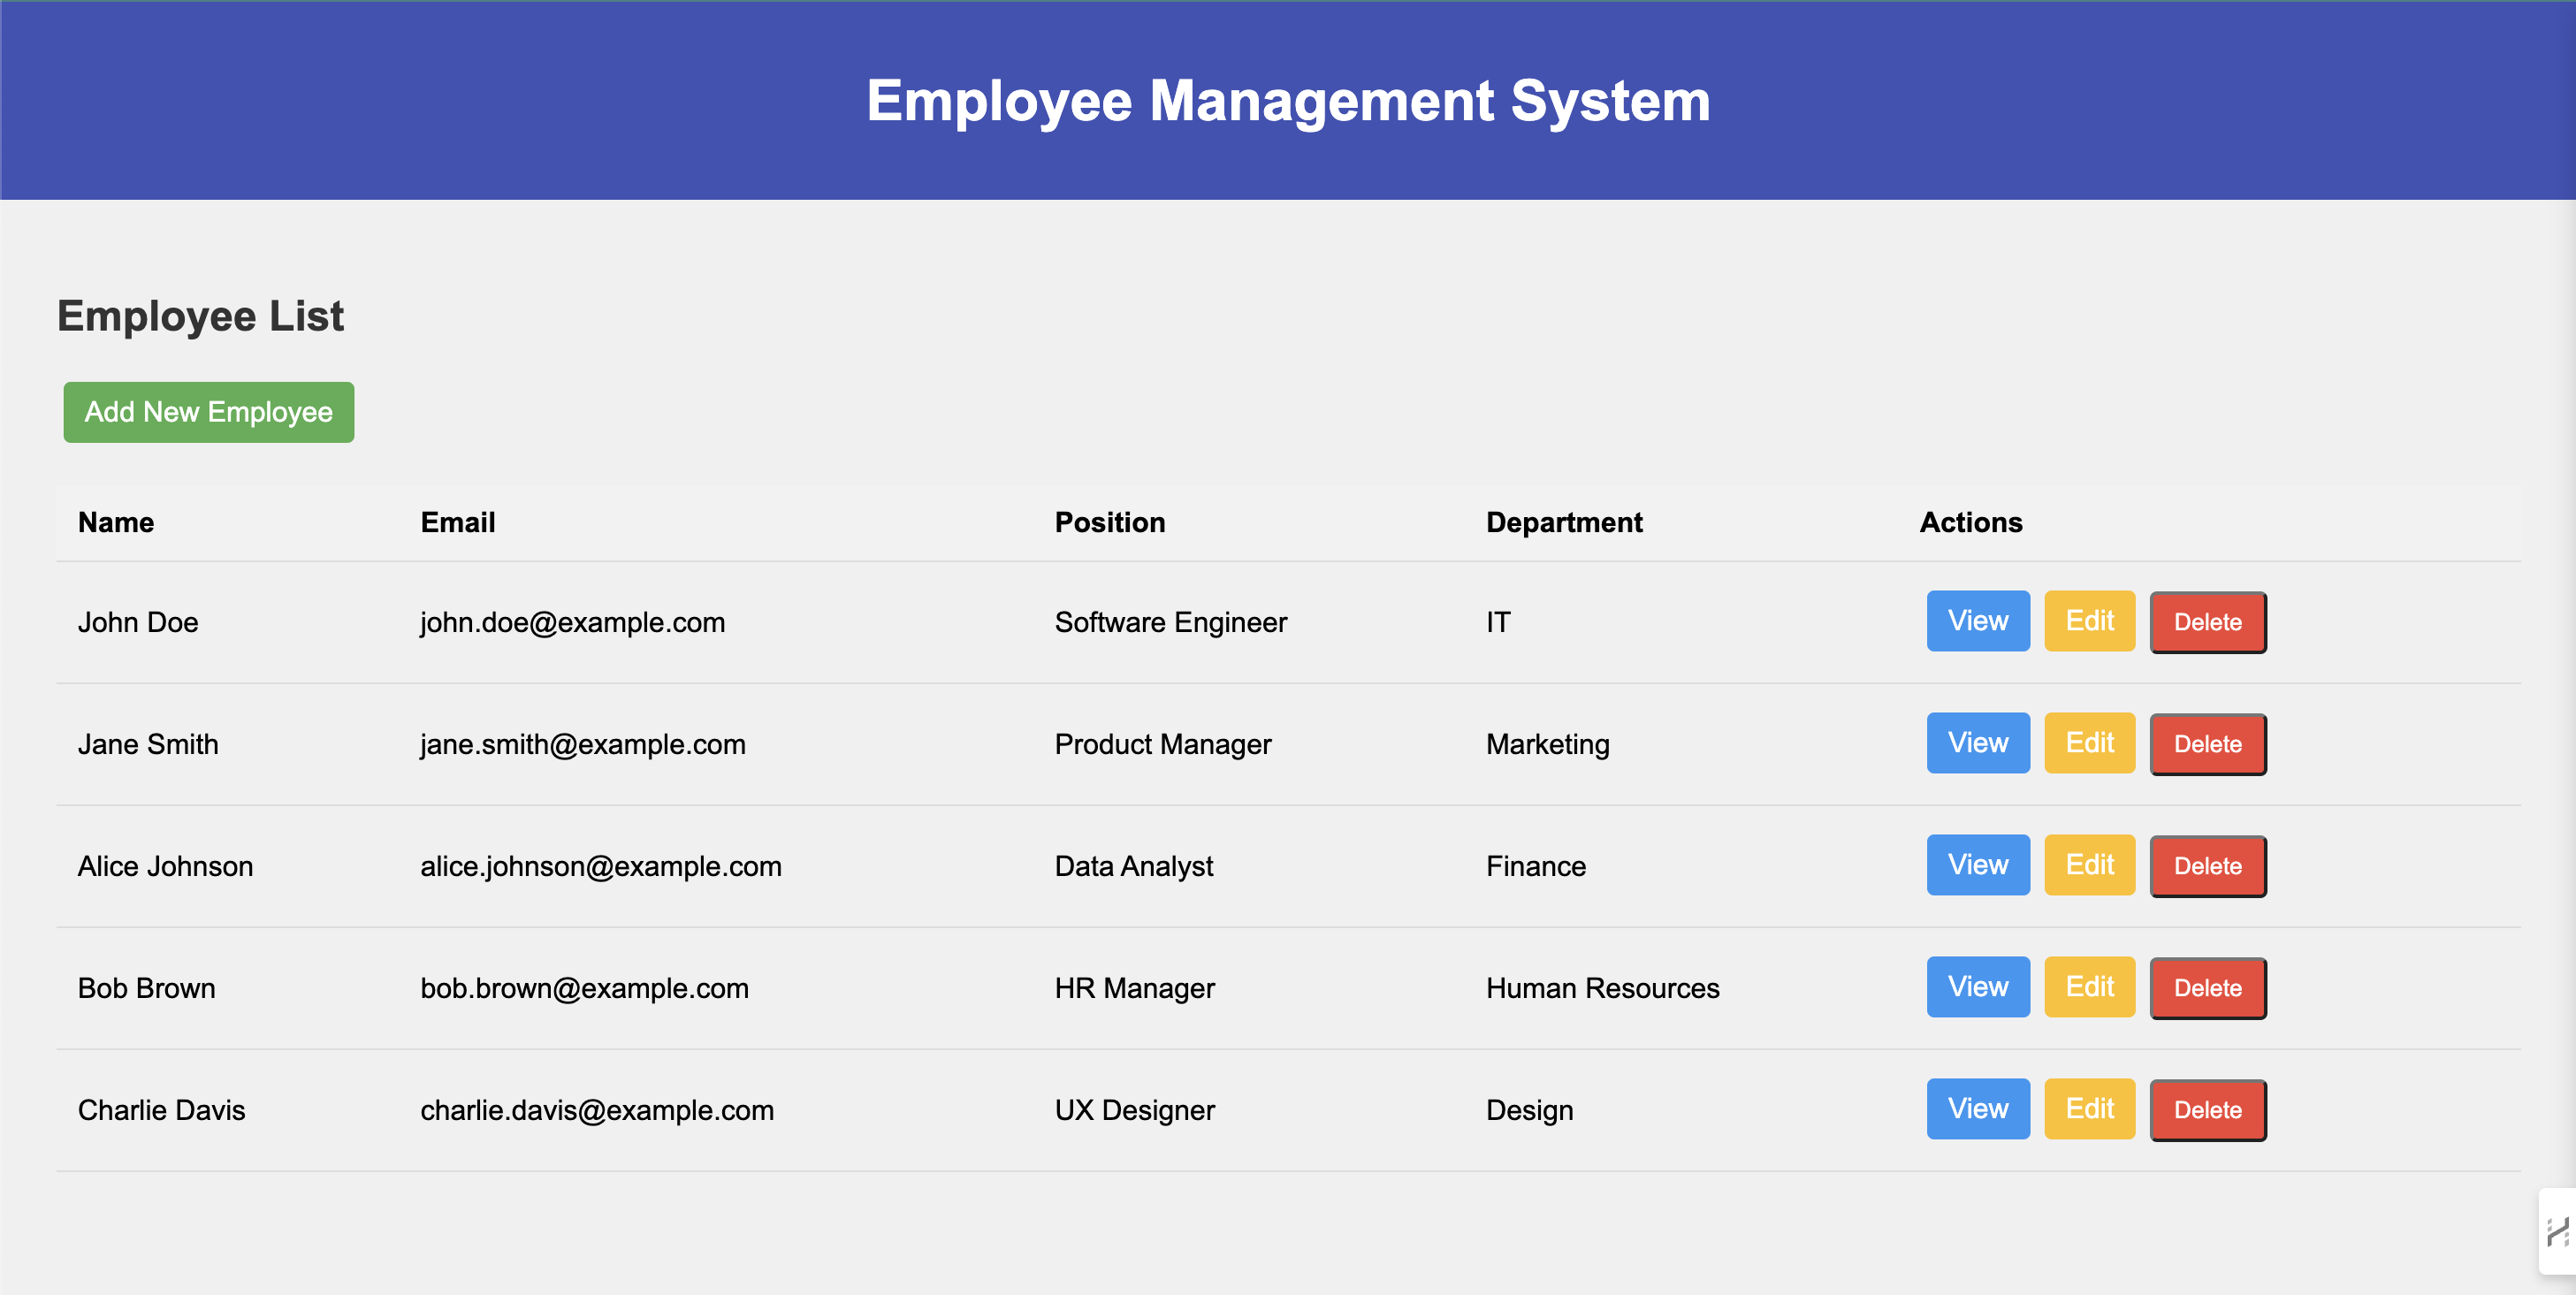 Employee Management System
Employee List
Add New Employee
Name Email Position Department Actions
John Doe john.doe@example.com Software Engineer IT View Edit Delete
Jane Smith jane.smith@example.com Product Manager Marketing View Edit Delete
Alice Johnson alice.johnson@example.com Data Analyst Finance View Edit Delete
Bob Brown bob.brown@example.com HR Manager Human Resources View Edit Delete
Charlie Davis charlie.davis@example.com UX Designer Design View Edit Delete